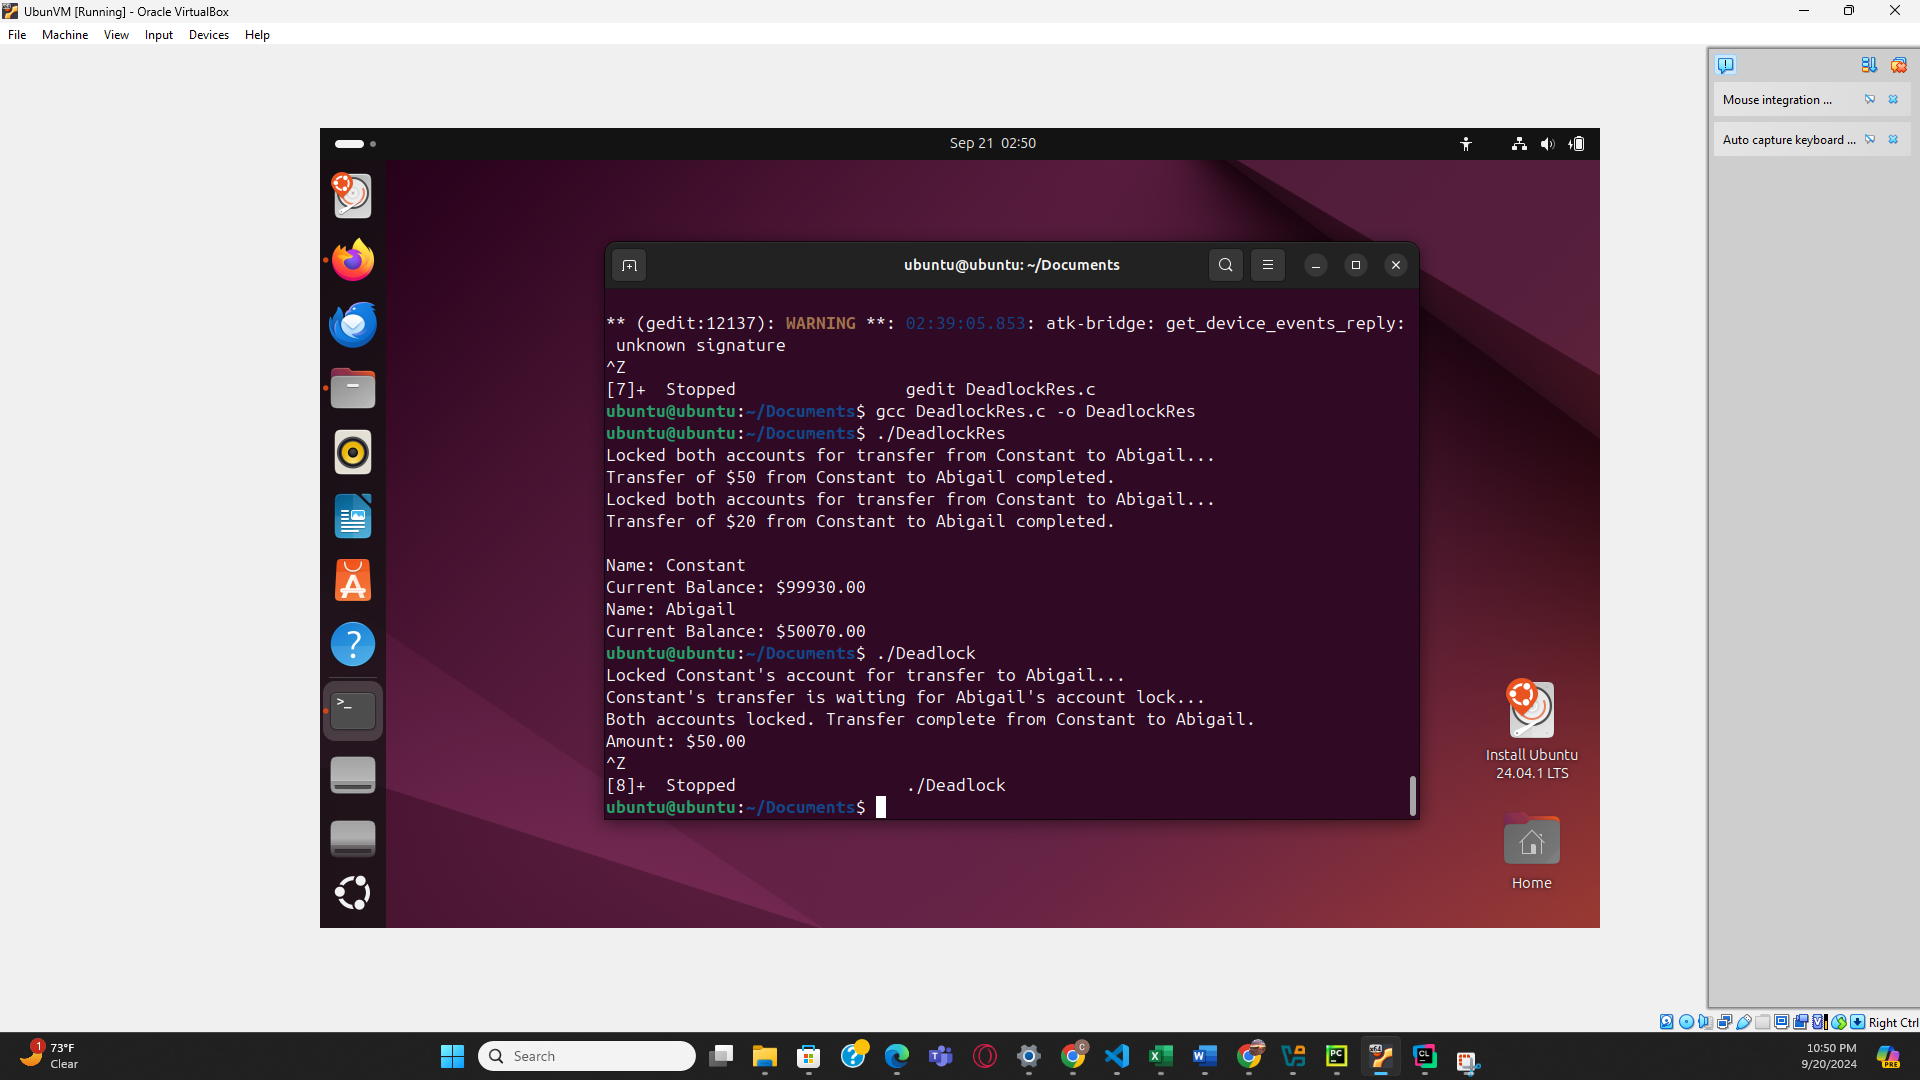 UbunVM [Running] - Oracle VirtualBox
File Machine View Input Devices Help
Mouse integration ...
Auto capture keyboard ...
Sep 21 02:50
ubuntu@ubuntu: ~/Documents
** (gedit:12137): WARNING **: 02:39:05.853: atk-bridge: get_device_events_reply:
unknown signature
^Z
[7]+ Stopped gedit DeadlockRes.c
ubuntu@ubuntu:~/Documents$ gcc DeadlockRes.c -o DeadlockRes
ubuntu@ubuntu:~/Documents$ ./DeadlockRes
Locked both accounts for transfer from Constant to Abigail...
Transfer of $50 from Constant to Abigail completed.
Locked both accounts for transfer from Constant to Abigail...
Transfer of $20 from Constant to Abigail completed.
Name: Constant
Current Balance: $99930.00
Name: Abigail
Current Balance: $50070.00
ubuntu@ubuntu:~/Documents$ ./Deadlock
Locked Constant's account for transfer to Abigail...
Constant's transfer is waiting for Abigail's account lock...
Both accounts locked. Transfer complete from Constant to Abigail.
Amount: $50.00
^Z
[8]+ Stopped ./Deadlock
ubuntu@ubuntu:~/Documents$
Install Ubuntu
24.04.1 LTS
Home
Right Ctrl
1
73°F
Clear
Search
10:50 PM
9/20/2024